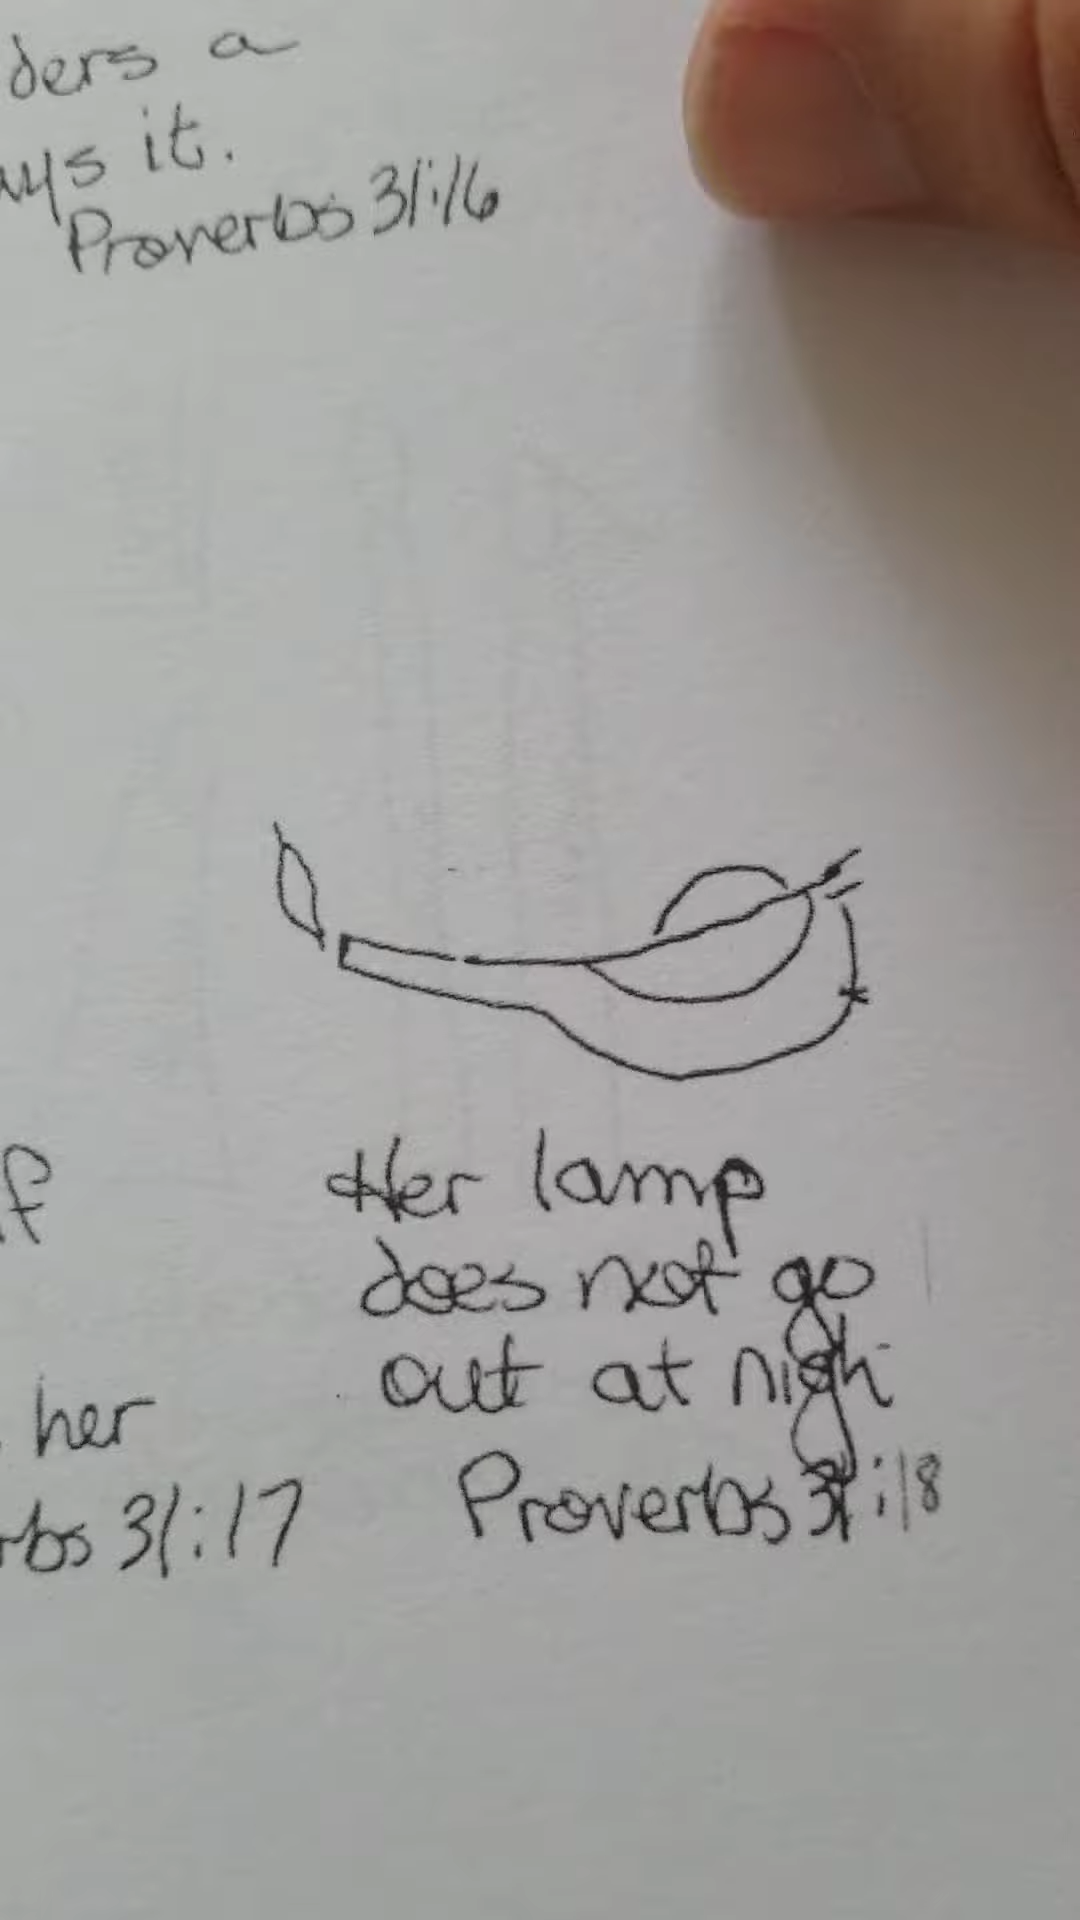 ders a
ays it.
Proverbs 31:16
f
her
rbs 31:17
Her lamp
does not go
out at nigh
Proverbs 31:18